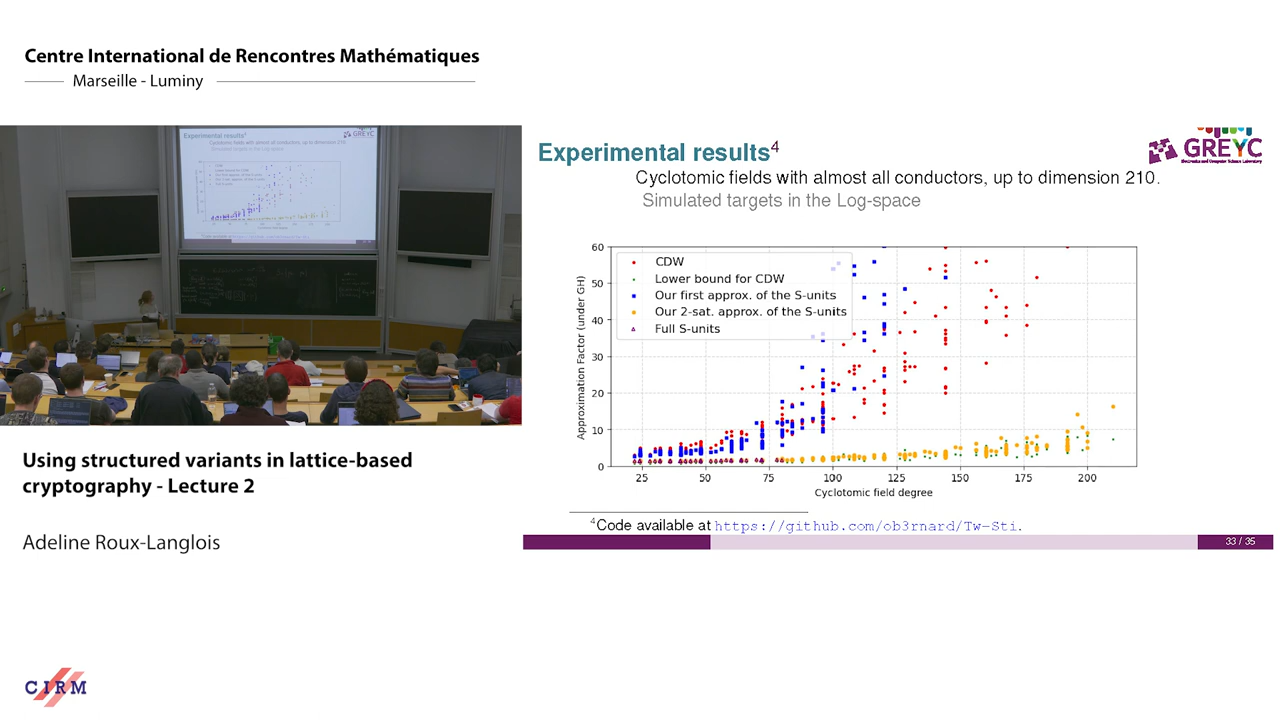 Centre International de Rencontres Mathématiques
Marseille - Luminy
Experimental results⁴
GREYC
Cyclotomic fields with almost all conductors, up to dimension 210.
Simulated targets in the Log-space
CDW
Lower bound for CDW
Our first approx. of the S-units
Our 2-sat. approx. of the S-units
Full S-units
Approximation Factor (under GH)
60
50
40
30
20
10
0
25 50 75 100 125 150 175 200
Cyclotomic field degree
⁴Code available at https://github.com/ob3rnard/Tw-Sti.
33 / 35
Using structured variants in lattice-based
cryptography - Lecture 2
Adeline Roux-Langlois
CIRM